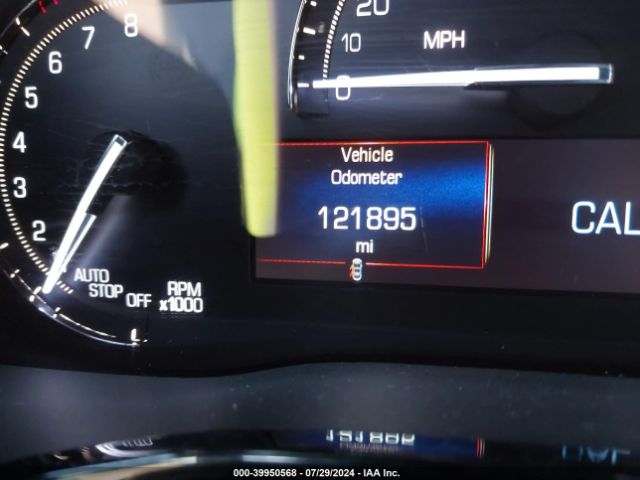 8
7
6
5
4
3
2
AUTO
STOP
OFF
RPM
x1000
20
10
0
MPH
Vehicle
Odometer
121895
mi
CAL
000-39950568 - 07/29/2024 - IAA Inc.